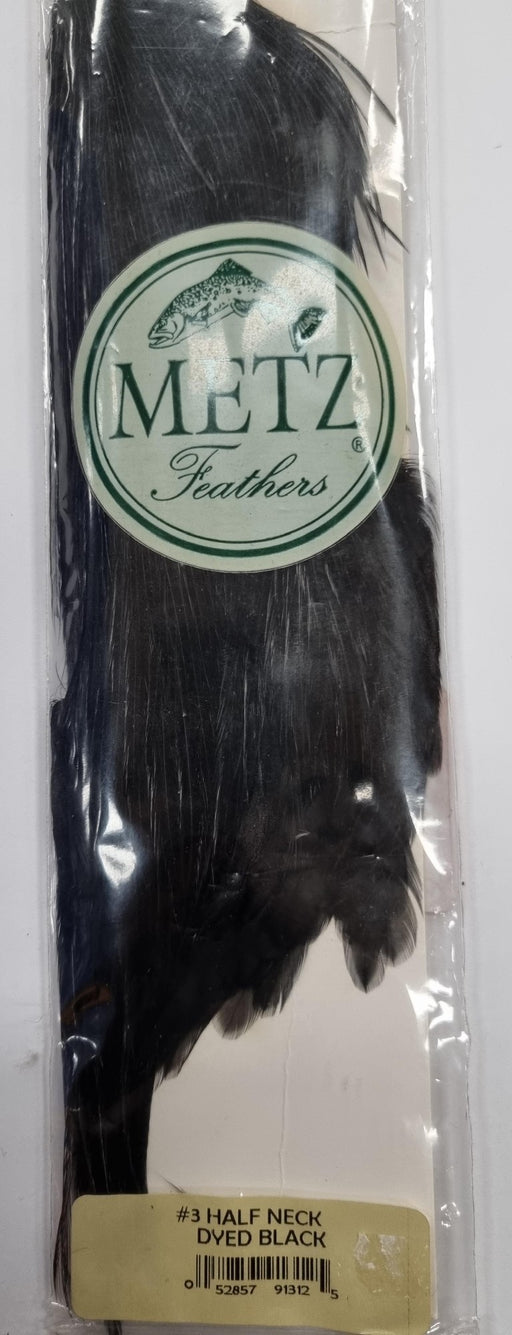 METZ
®
Feathers
#3 HALF NECK
DYED BLACK
0 52857 91312 5